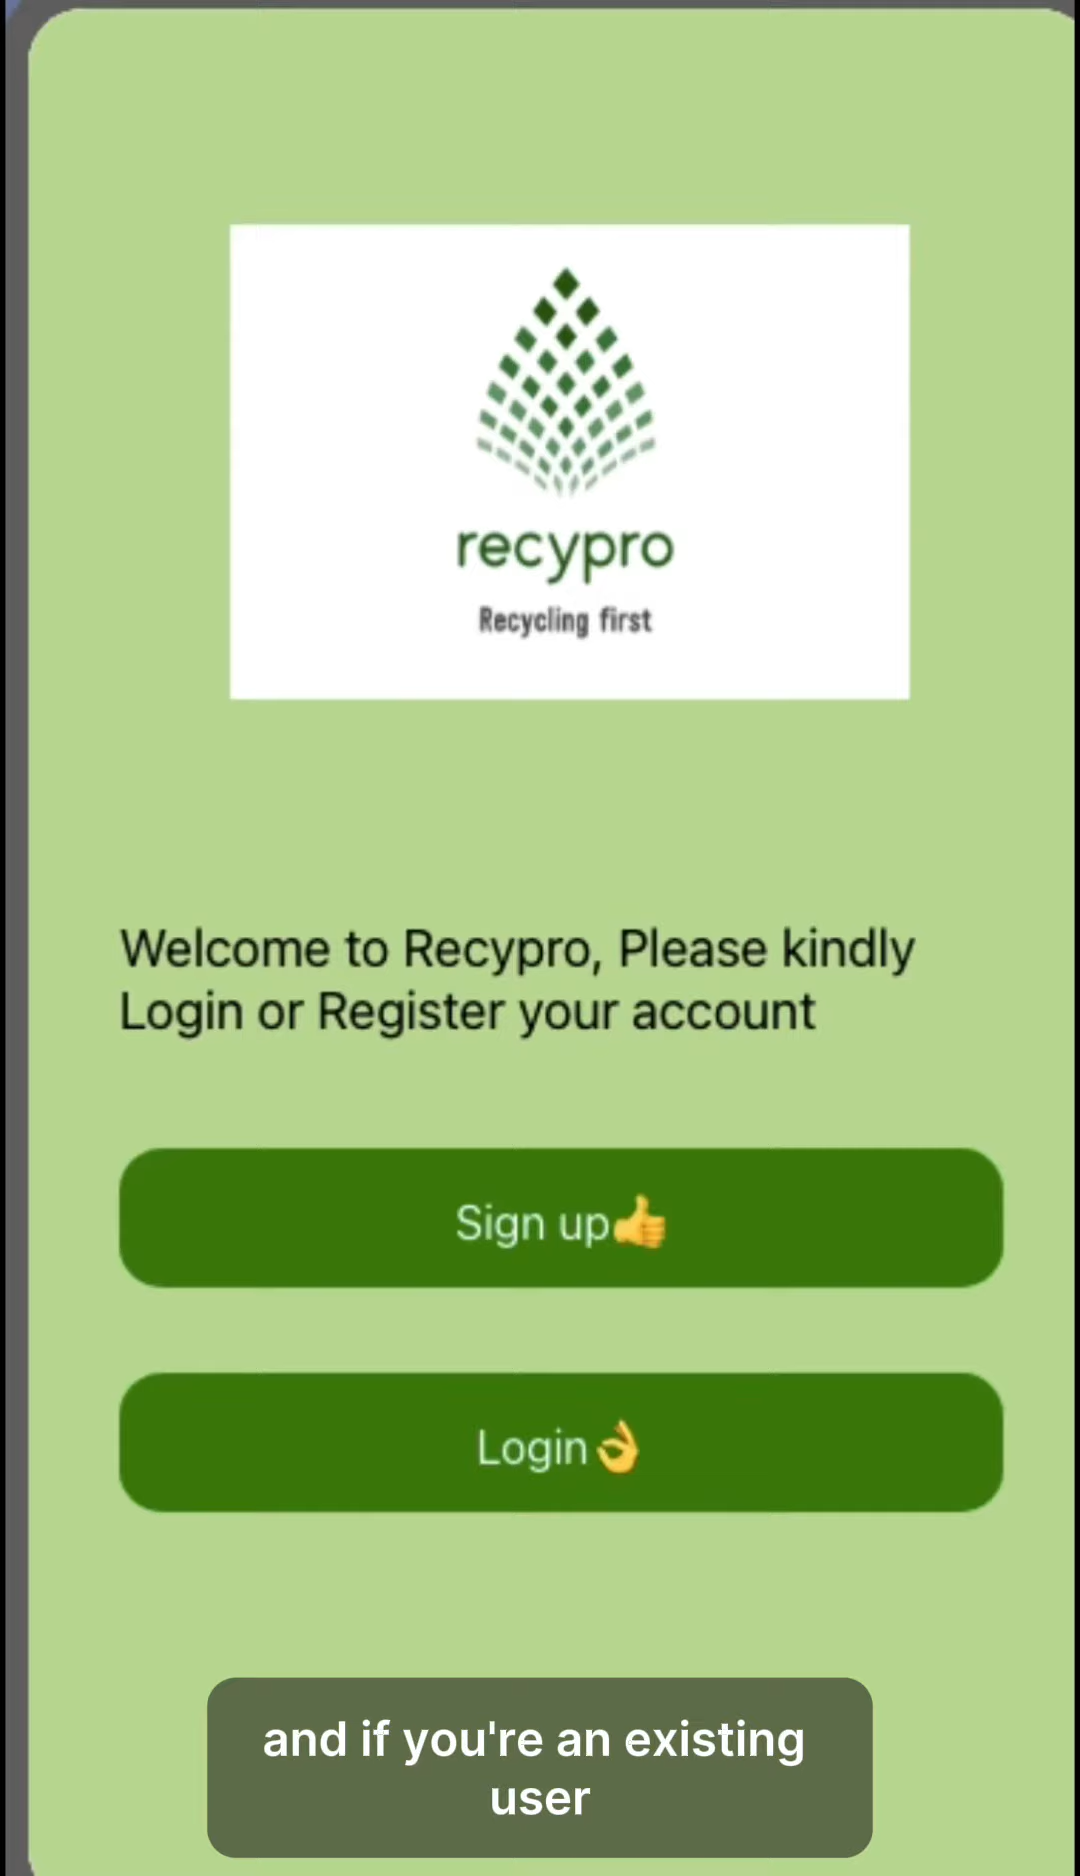 recypro
Recycling first
Welcome to Recypro, Please kindly
Login or Register your account
Sign up👍
Login👌
and if you're an existing
user